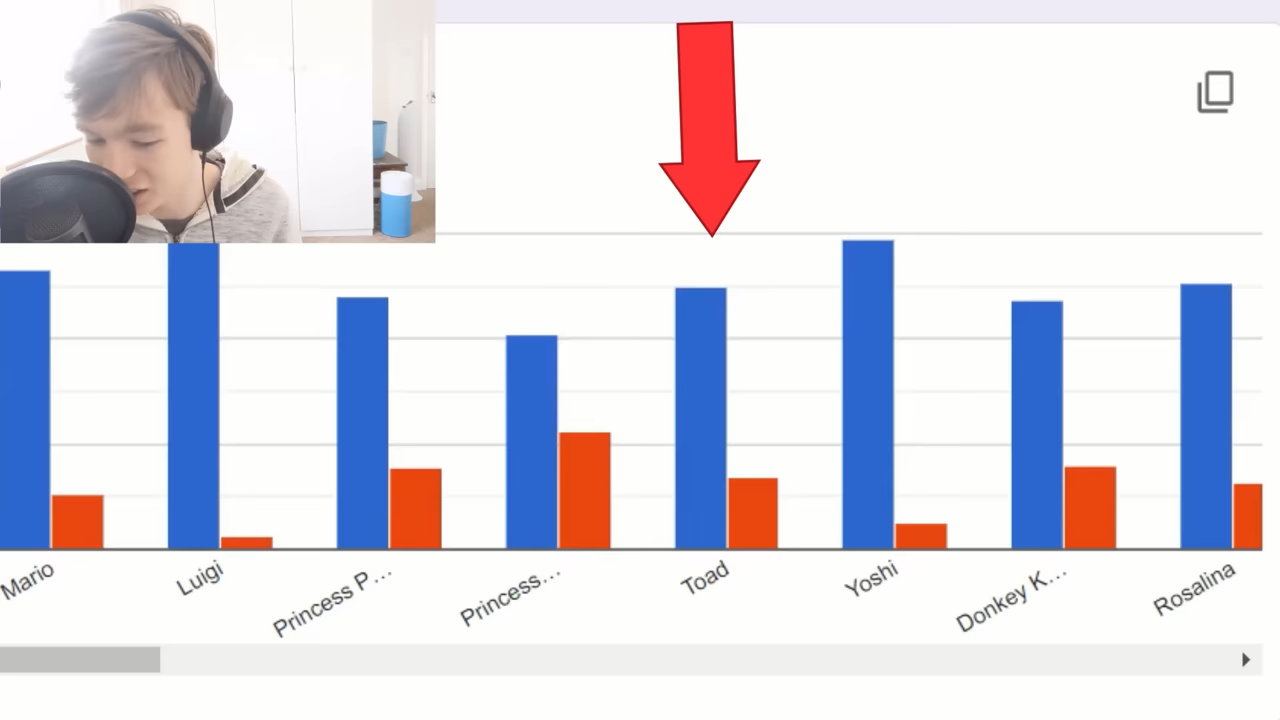 Mario
Luigi
Princess P...
Princess...
Toad
Yoshi
Donkey K...
Rosalina